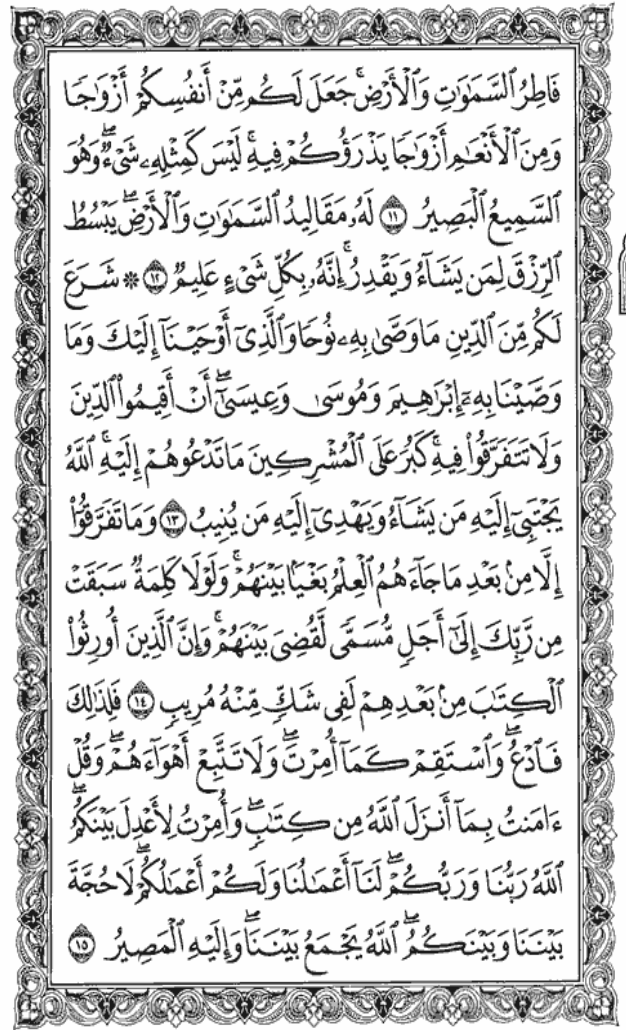 فَاطِرُ ٱلسَّمَٰوَٰتِ وَٱلْأَرْضِ ۚ جَعَلَ لَكُم مِّنْ أَنفُسِكُمْ أَزْوَٰجًا
وَمِنَ ٱلْأَنْعَٰمِ أَزْوَٰجًا يَذْرَؤُكُمْ فِيهِ ۚ لَيْسَ كَمِثْلِهِۦ شَىْءٌ ۖ وَهُوَ
ٱلسَّمِيعُ ٱلْبَصِيرُ ١١ لَهُۥ مَقَالِيدُ ٱلسَّمَٰوَٰتِ وَٱلْأَرْضِ ۖ يَبْسُطُ
ٱلرِّزْقَ لِمَن يَشَآءُ وَيَقْدِرُ ۚ إِنَّهُۥ بِكُلِّ شَىْءٍ عَلِيمٌ ١٢ ۞ شَرَعَ
لَكُم مِّنَ ٱلدِّينِ مَا وَصَّىٰ بِهِۦ نُوحًا وَٱلَّذِىٓ أَوْحَيْنَآ إِلَيْكَ وَمَا
وَصَّيْنَا بِهِۦٓ إِبْرَٰهِيمَ وَمُوسَىٰ وَعِيسَىٰٓ ۖ أَنْ أَقِيمُوا۟ ٱلدِّينَ
وَلَا تَتَفَرَّقُوا۟ فِيهِ ۚ كَبُرَ عَلَى ٱلْمُشْرِكِينَ مَا تَدْعُوهُمْ إِلَيْهِ ۚ ٱللَّهُ
يَجْتَبِىٓ إِلَيْهِ مَن يَشَآءُ وَيَهْدِىٓ إِلَيْهِ مَن يُنِيبُ ١٣ وَمَا تَفَرَّقُوٓا۟
إِلَّا مِنۢ بَعْدِ مَا جَآءَهُمُ ٱلْعِلْمُ بَغْيًۢا بَيْنَهُمْ ۚ وَلَوْلَا كَلِمَةٌ سَبَقَتْ
مِن رَّبِّكَ إِلَىٰٓ أَجَلٍ مُّسَمًّى لَّقُضِىَ بَيْنَهُمْ ۚ وَإِنَّ ٱلَّذِينَ أُورِثُوا۟
ٱلْكِتَٰبَ مِنۢ بَعْدِهِمْ لَفِى شَكٍّ مِّنْهُ مُرِيبٍ ١٤ فَلِذَٰلِكَ
فَٱدْعُ ۖ وَٱسْتَقِمْ كَمَآ أُمِرْتَ ۖ وَلَا تَتَّبِعْ أَهْوَآءَهُمْ ۖ وَقُلْ
ءَامَنتُ بِمَآ أَنزَلَ ٱللَّهُ مِن كِتَٰبٍ ۖ وَأُمِرْتُ لِأَعْدِلَ بَيْنَكُمُ ۖ
ٱللَّهُ رَبُّنَا وَرَبُّكُمْ ۖ لَنَآ أَعْمَٰلُنَا وَلَكُمْ أَعْمَٰلُكُمْ ۖ لَا حُجَّةَ
بَيْنَنَا وَبَيْنَكُمُ ۖ ٱللَّهُ يَجْمَعُ بَيْنَنَا ۖ وَإِلَيْهِ ٱلْمَصِيرُ ١٥